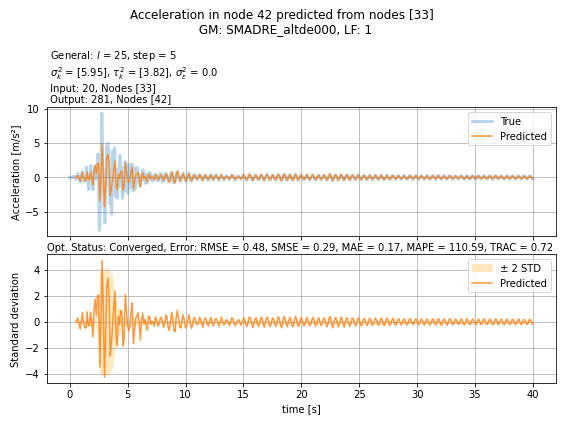 Acceleration in node 42 predicted from nodes [33]
GM: SMADRE_altde000, LF: 1
General: l = 25, step = 5
σ²ₖ = [5.95], τ²ₖ = [3.82], σ²ε = 0.0
Input: 20, Nodes [33]
Output: 281, Nodes [42]
10
5
0
−5
Acceleration [m/s²]
True
Predicted
Opt. Status: Converged, Error: RMSE = 0.48, SMSE = 0.29, MAE = 0.17, MAPE = 110.59, TRAC = 0.72
4
2
0
−2
−4
Standard deviation
± 2 STD
Predicted
0 5 10 15 20 25 30 35 40
time [s]